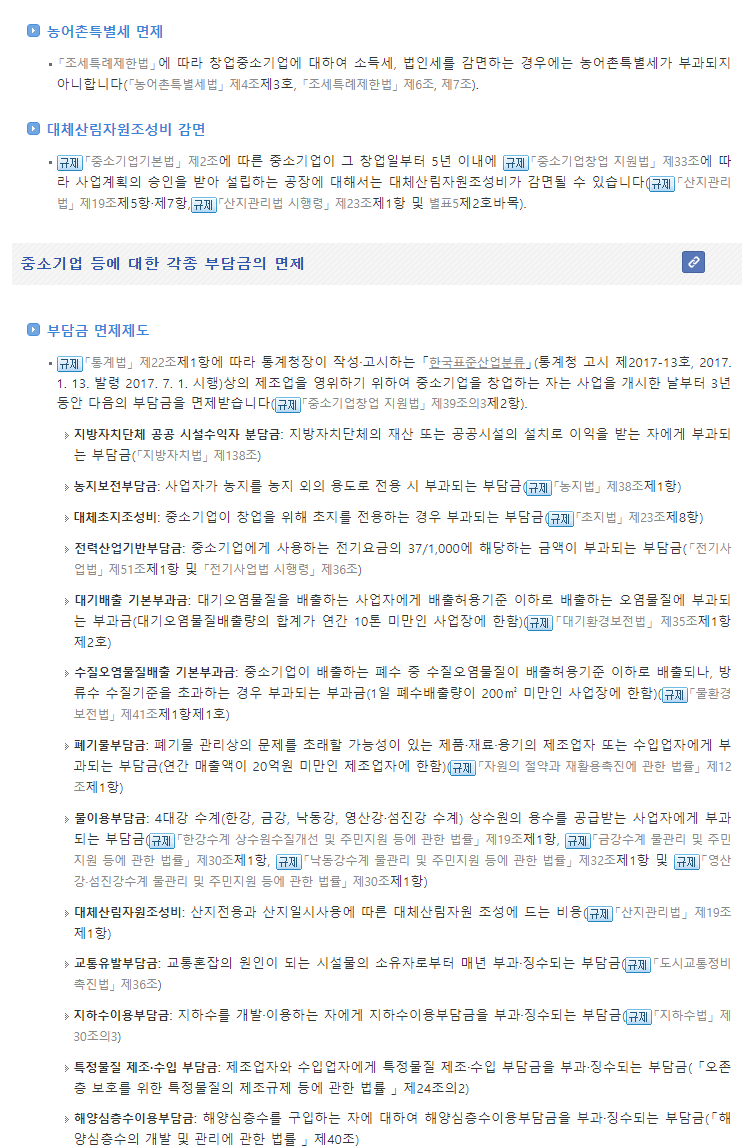 농어촌특별세 면제
「조세특례제한법」에 따라 창업중소기업에 대하여 소득세, 법인세를 감면하는 경우에는 농어촌특별세가 부과되지
아니합니다(「농어촌특별세법」 제4조제3호, 「조세특례제한법」 제6조, 제7조).
대체산림자원조성비 감면
규제「중소기업기본법」 제2조에 따른 중소기업이 그 창업일부터 5년 이내에 규제「중소기업창업 지원법」 제33조에 따
라 사업계획의 승인을 받아 설립하는 공장에 대해서는 대체산림자원조성비가 감면될 수 있습니다(규제「산지관리
법」 제19조제5항·제7항,규제「산지관리법 시행령」 제23조제1항 및 별표5제2호바목).
중소기업 등에 대한 각종 부담금의 면제
부담금 면제제도
규제「통계법」 제22조제1항에 따라 통계청장이 작성·고시하는 「한국표준산업분류」(통계청 고시 제2017-13호, 2017.
1. 13. 발령 2017. 7. 1. 시행)상의 제조업을 영위하기 위하여 중소기업을 창업하는 자는 사업을 개시한 날부터 3년
동안 다음의 부담금을 면제받습니다(규제「중소기업창업 지원법」 제39조의3제2항).
지방자치단체 공공 시설수익자 분담금: 지방자치단체의 재산 또는 공공시설의 설치로 이익을 받는 자에게 부과되
는 부담금(「지방자치법」 제138조)
농지보전부담금: 사업자가 농지를 농지 외의 용도로 전용 시 부과되는 부담금(규제「농지법」 제38조제1항)
대체초지조성비: 중소기업이 창업을 위해 초지를 전용하는 경우 부과되는 부담금(규제「초지법」 제23조제8항)
전력산업기반부담금: 중소기업에게 사용하는 전기요금의 37/1,000에 해당하는 금액이 부과되는 부담금(「전기사
업법」 제51조제1항 및 「전기사업법 시행령」 제36조)
대기배출 기본부과금: 대기오염물질을 배출하는 사업자에게 배출허용기준 이하로 배출하는 오염물질에 부과되
는 부과금(대기오염물질배출량의 합계가 연간 10톤 미만인 사업장에 한함)(규제「대기환경보전법」 제35조제1항
제2호)
수질오염물질배출 기본부과금: 중소기업이 배출하는 폐수 중 수질오염물질이 배출허용기준 이하로 배출되나, 방
류수 수질기준을 초과하는 경우 부과되는 부과금(1일 폐수배출량이 200㎥ 미만인 사업장에 한함)(규제「물환경
보전법」 제41조제1항제1호)
폐기물부담금: 폐기물 관리상의 문제를 초래할 가능성이 있는 제품·재료·용기의 제조업자 또는 수입업자에게 부
과되는 부담금(연간 매출액이 20억원 미만인 제조업자에 한함)(규제「자원의 절약과 재활용촉진에 관한 법률」 제12
조제1항)
물이용부담금: 4대강 수계(한강, 금강, 낙동강, 영산강·섬진강 수계) 상수원의 용수를 공급받는 사업자에게 부과
되는 부담금(규제「한강수계 상수원수질개선 및 주민지원 등에 관한 법률」 제19조제1항, 규제「금강수계 물관리 및 주민
지원 등에 관한 법률」 제30조제1항, 규제「낙동강수계 물관리 및 주민지원 등에 관한 법률」 제32조제1항 및 규제「영산
강·섬진강수계 물관리 및 주민지원 등에 관한 법률」 제30조제1항)
대체산림자원조성비: 산지전용과 산지일시사용에 따른 대체산림자원 조성에 드는 비용(규제「산지관리법」 제19조
제1항)
교통유발부담금: 교통혼잡의 원인이 되는 시설물의 소유자로부터 매년 부과·징수되는 부담금(규제「도시교통정비
촉진법」 제36조)
지하수이용부담금: 지하수를 개발·이용하는 자에게 지하수이용부담금을 부과·징수되는 부담금(규제「지하수법」 제
30조의3)
특정물질 제조·수입 부담금: 제조업자와 수입업자에게 특정물질 제조·수입 부담금을 부과·징수되는 부담금(「오존
층 보호를 위한 특정물질의 제조규제 등에 관한 법률」 제24조의2)
해양심층수이용부담금: 해양심층수를 구입하는 자에 대하여 해양심층수이용부담금을 부과·징수되는 부담금(「해
양심층수의 개발 및 관리에 관한 법률」 제40조)